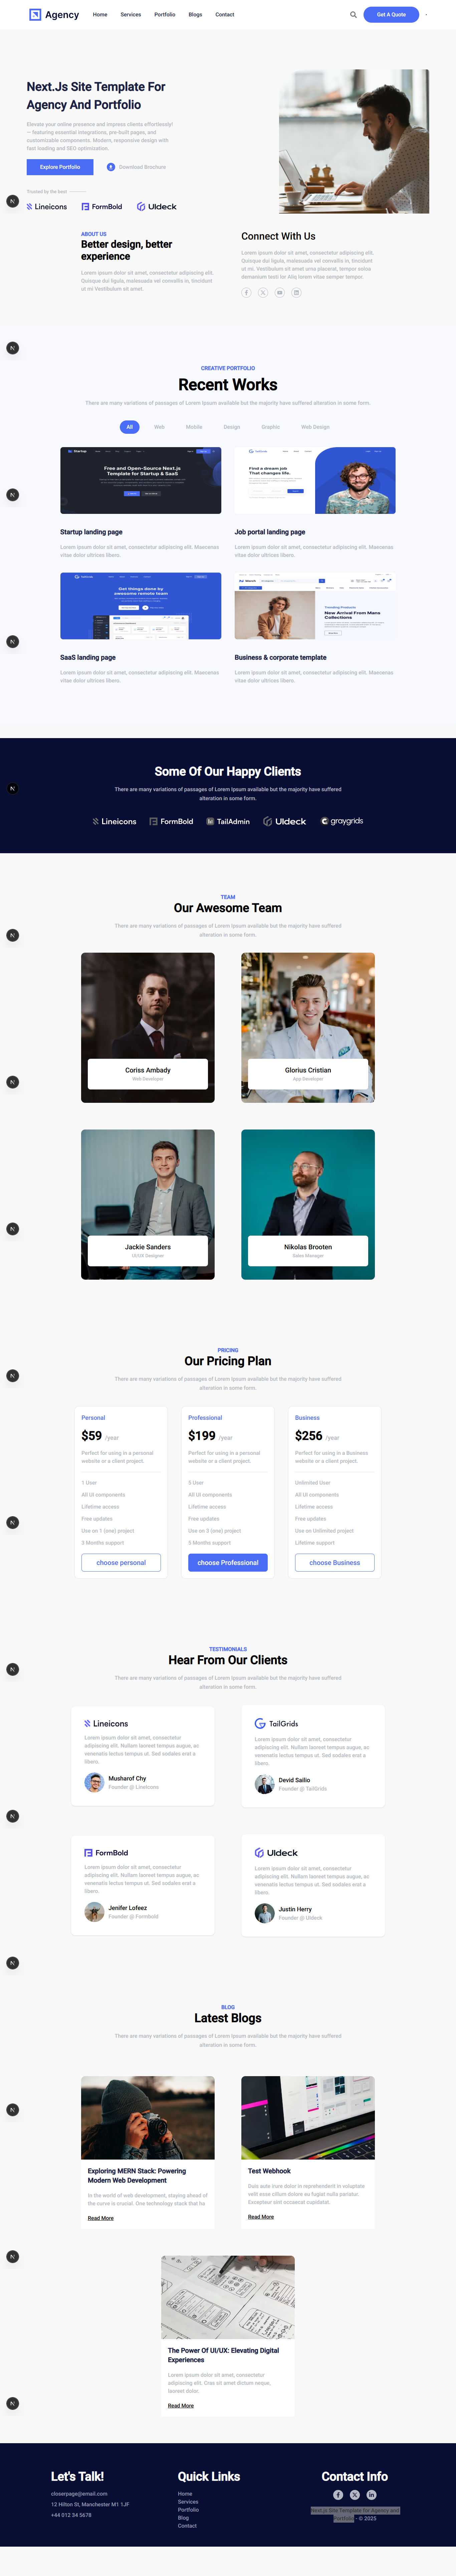 Agency Home Services Portfolio Blogs Contact Get A Quote
Next.Js Site Template For
Agency And Portfolio
Elevate your online presence and impress clients effortlessly!
— featuring essential integrations, pre-built pages, and
customizable components. Modern, responsive design with
fast loading and SEO optimisation.
Explore Portfolio Download Brochure
Trusted by the best
Lineicons FormBold UIdeck
ABOUT US
Better design, better
experience
Lorem ipsum dolor sit amet, consectetur adipiscing elit.
Quisque dui ligula, malesuada vel convallis in, tincidunt
ut mi Vestibulum sit amet.
Connect With Us
Lorem ipsum dolor sit amet, consectetur adipiscing elit.
Quisque dui ligula, malesuada vel convallis in, tincidunt
ut mi. Vestibulum sit amet urna placerat, tempor soloa
CREATIVE PORTFOLIO
Recent Works
There are many variations of passages of Lorem Ipsum available but the majority have suffered alteration in some form.
All Web Mobile Design Graphic Web Design
Startup
Free and Open-Source Next.js
Template for Startup & SaaS
Find a dream job
That changes life.
Startup landing page
Lorem ipsum dolor sit amet, consectetur adipiscing elit. Maecenas
vitae dolor ultrices libero.
Job portal landing page
Lorem ipsum dolor sit amet, consectetur adipiscing elit. Maecenas
vitae dolor ultrices libero.
Get things done by
awesome remote team
New Arrival From Mans
Collections
SaaS landing page
Lorem ipsum dolor sit amet, consectetur adipiscing elit. Maecenas
vitae dolor ultrices libero.
Business & corporate template
Lorem ipsum dolor sit amet, consectetur adipiscing elit. Maecenas
vitae dolor ultrices libero.
Some Of Our Happy Clients
There are many variations of passages of Lorem Ipsum available but the majority have suffered
alteration in some form.
Lineicons FormBold TailAdmin UIdeck graygrids
TEAM
Our Awesome Team
There are many variations of passages of Lorem Ipsum available but the majority have suffered
alteration in some form.
Coriss Ambady
Web Developer
Glorius Cristian
App Developer
Jackie Sanders
UI/UX Designer
Nikolas Brooten
Sales Manager
PRICING
Our Pricing Plan
There are many variations of passages of Lorem Ipsum available but the majority have suffered
alteration in some form.
Personal
$59 /year
Perfect for using in a personal
website or a client project.
1 User
All UI components
Lifetime access
Free updates
Use on 1 (one) project
3 Months support
choose personal
Professional
$199 /year
Perfect for using in a personal
website or a client project.
5 User
All UI components
Lifetime access
Free updates
Use on 3 (one) project
5 Months support
choose Professional
Business
$256 /year
Perfect for using in a Business
website or a client project.
Unlimited User
All UI components
Lifetime access
Free updates
Use on Unlimited project
Lifetime support
choose Business
TESTIMONIALS
Hear From Our Clients
There are many variations of passages of Lorem Ipsum available but the majority have suffered
alteration in some form.
Lineicons
Lorem ipsum dolor sit amet, consectetur
adipiscing elit. Nullam laoreet tempus augue, ac
venenatis lectus tempus ut. Sed sodales erat a
libero.
Musharof Chy
Founder @ Lineicons
TailGrids
Lorem ipsum dolor sit amet, consectetur
adipiscing elit. Nullam laoreet tempus augue, ac
venenatis lectus tempus ut. Sed sodales erat a
libero.
Devid Sailio
Founder @ TailGrids
FormBold
Lorem ipsum dolor sit amet, consectetur
adipiscing elit. Nullam laoreet tempus augue, ac
venenatis lectus tempus ut. Sed sodales erat a
libero.
Jenifer Lofeez
Founder @ Formbold
UIdeck
Lorem ipsum dolor sit amet, consectetur
adipiscing elit. Nullam laoreet tempus augue, ac
venenatis lectus tempus ut. Sed sodales erat a
libero.
Justin Herry
Founder @ UIdeck
BLOG
Latest Blogs
There are many variations of passages of Lorem Ipsum available but the majority have suffered
alteration in some form.
Exploring MERN Stack: Powering
Modern Web Development
In the world of web development, staying ahead of
the curve is crucial. One technology stack that ha
Read More
Test Webhook
Duis aute irure dolor in reprehenderit in voluptate
velit esse cillum dolore eu fugiat nulla pariatur.
Excepteur sint occaecat cupidatat.
Read More
The Power Of UI/UX: Elevating Digital
Experiences
Lorem ipsum dolor sit amet, consectetur
adipiscing elit. Cras sit amet dictum neque,
laoreet dolor.
Read More
Let's Talk!
closerpage@email.com
12 Hilton St, Manchester M1 1JF
+44 012 34 5678
Quick Links
Home
Services
Portfolio
Blog
Contact
Contact Info
Next.js Site Template for Agency and
Portfolio - © 2025